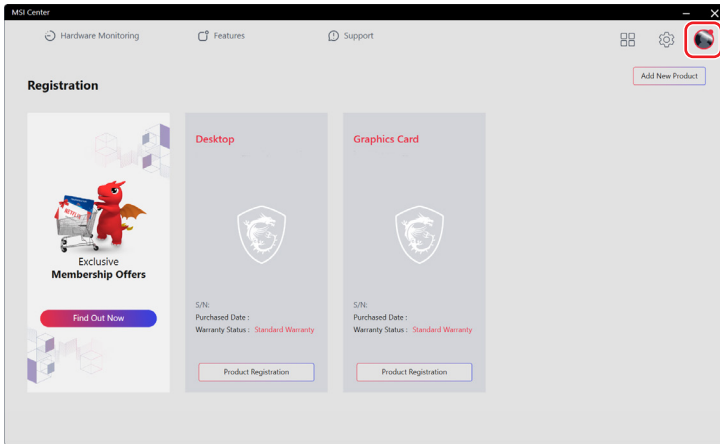 MSI Center
Hardware Monitoring
Features
Support
Registration
Add New Product
NETFLIX
Exclusive
Membership Offers
Find Out Now
Desktop
S/N:
Purchased Date :
Warranty Status : Standard Warranty
Product Registration
Graphics Card
S/N:
Purchased Date :
Warranty Status : Standard Warranty
Product Registration